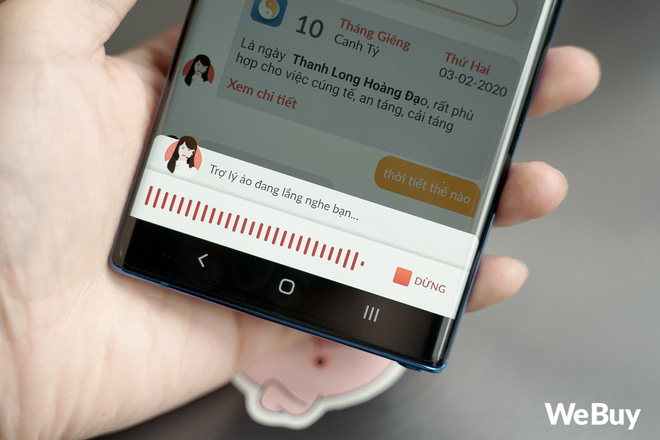 10
Tháng Giêng
Canh Tý
Thứ Hai
03-02-2020
Là ngày Thanh Long Hoàng Đạo, rất phù
hợp cho việc cúng tế, an táng, cải táng
Xem chi tiết
thời tiết thế nào
Trợ lý ảo đang lắng nghe bạn...
DỪNG
WeBuy